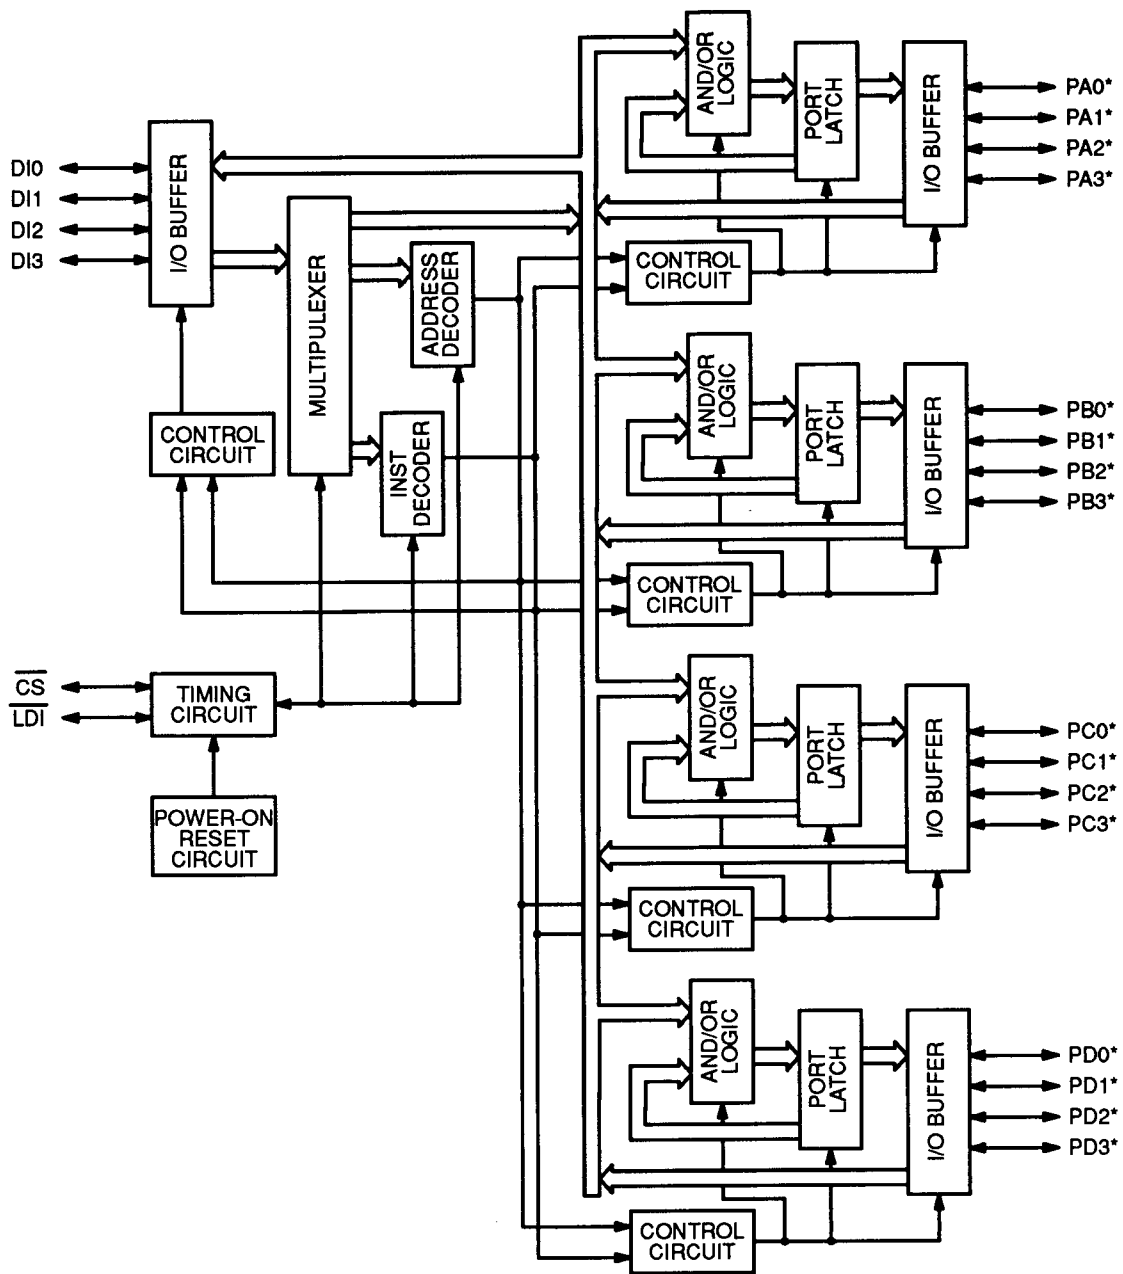 AND/OR
LOGIC
PORT
LATCH
I/O BUFFER
PA0*
PA1*
PA2*
PA3*
DI0
DI1
DI2
DI3
I/O BUFFER
MULTIPULEXER
ADDRESS
DECODER
CONTROL
CIRCUIT
AND/OR
LOGIC
PORT
LATCH
I/O BUFFER
PB0*
PB1*
PB2*
PB3*
CONTROL
CIRCUIT
INST
DECODER
CONTROL
CIRCUIT
CS
LDI
TIMING
CIRCUIT
POWER-ON
RESET
CIRCUIT
AND/OR
LOGIC
PORT
LATCH
I/O BUFFER
PC0*
PC1*
PC2*
PC3*
CONTROL
CIRCUIT
AND/OR
LOGIC
PORT
LATCH
I/O BUFFER
PD0*
PD1*
PD2*
PD3*
CONTROL
CIRCUIT